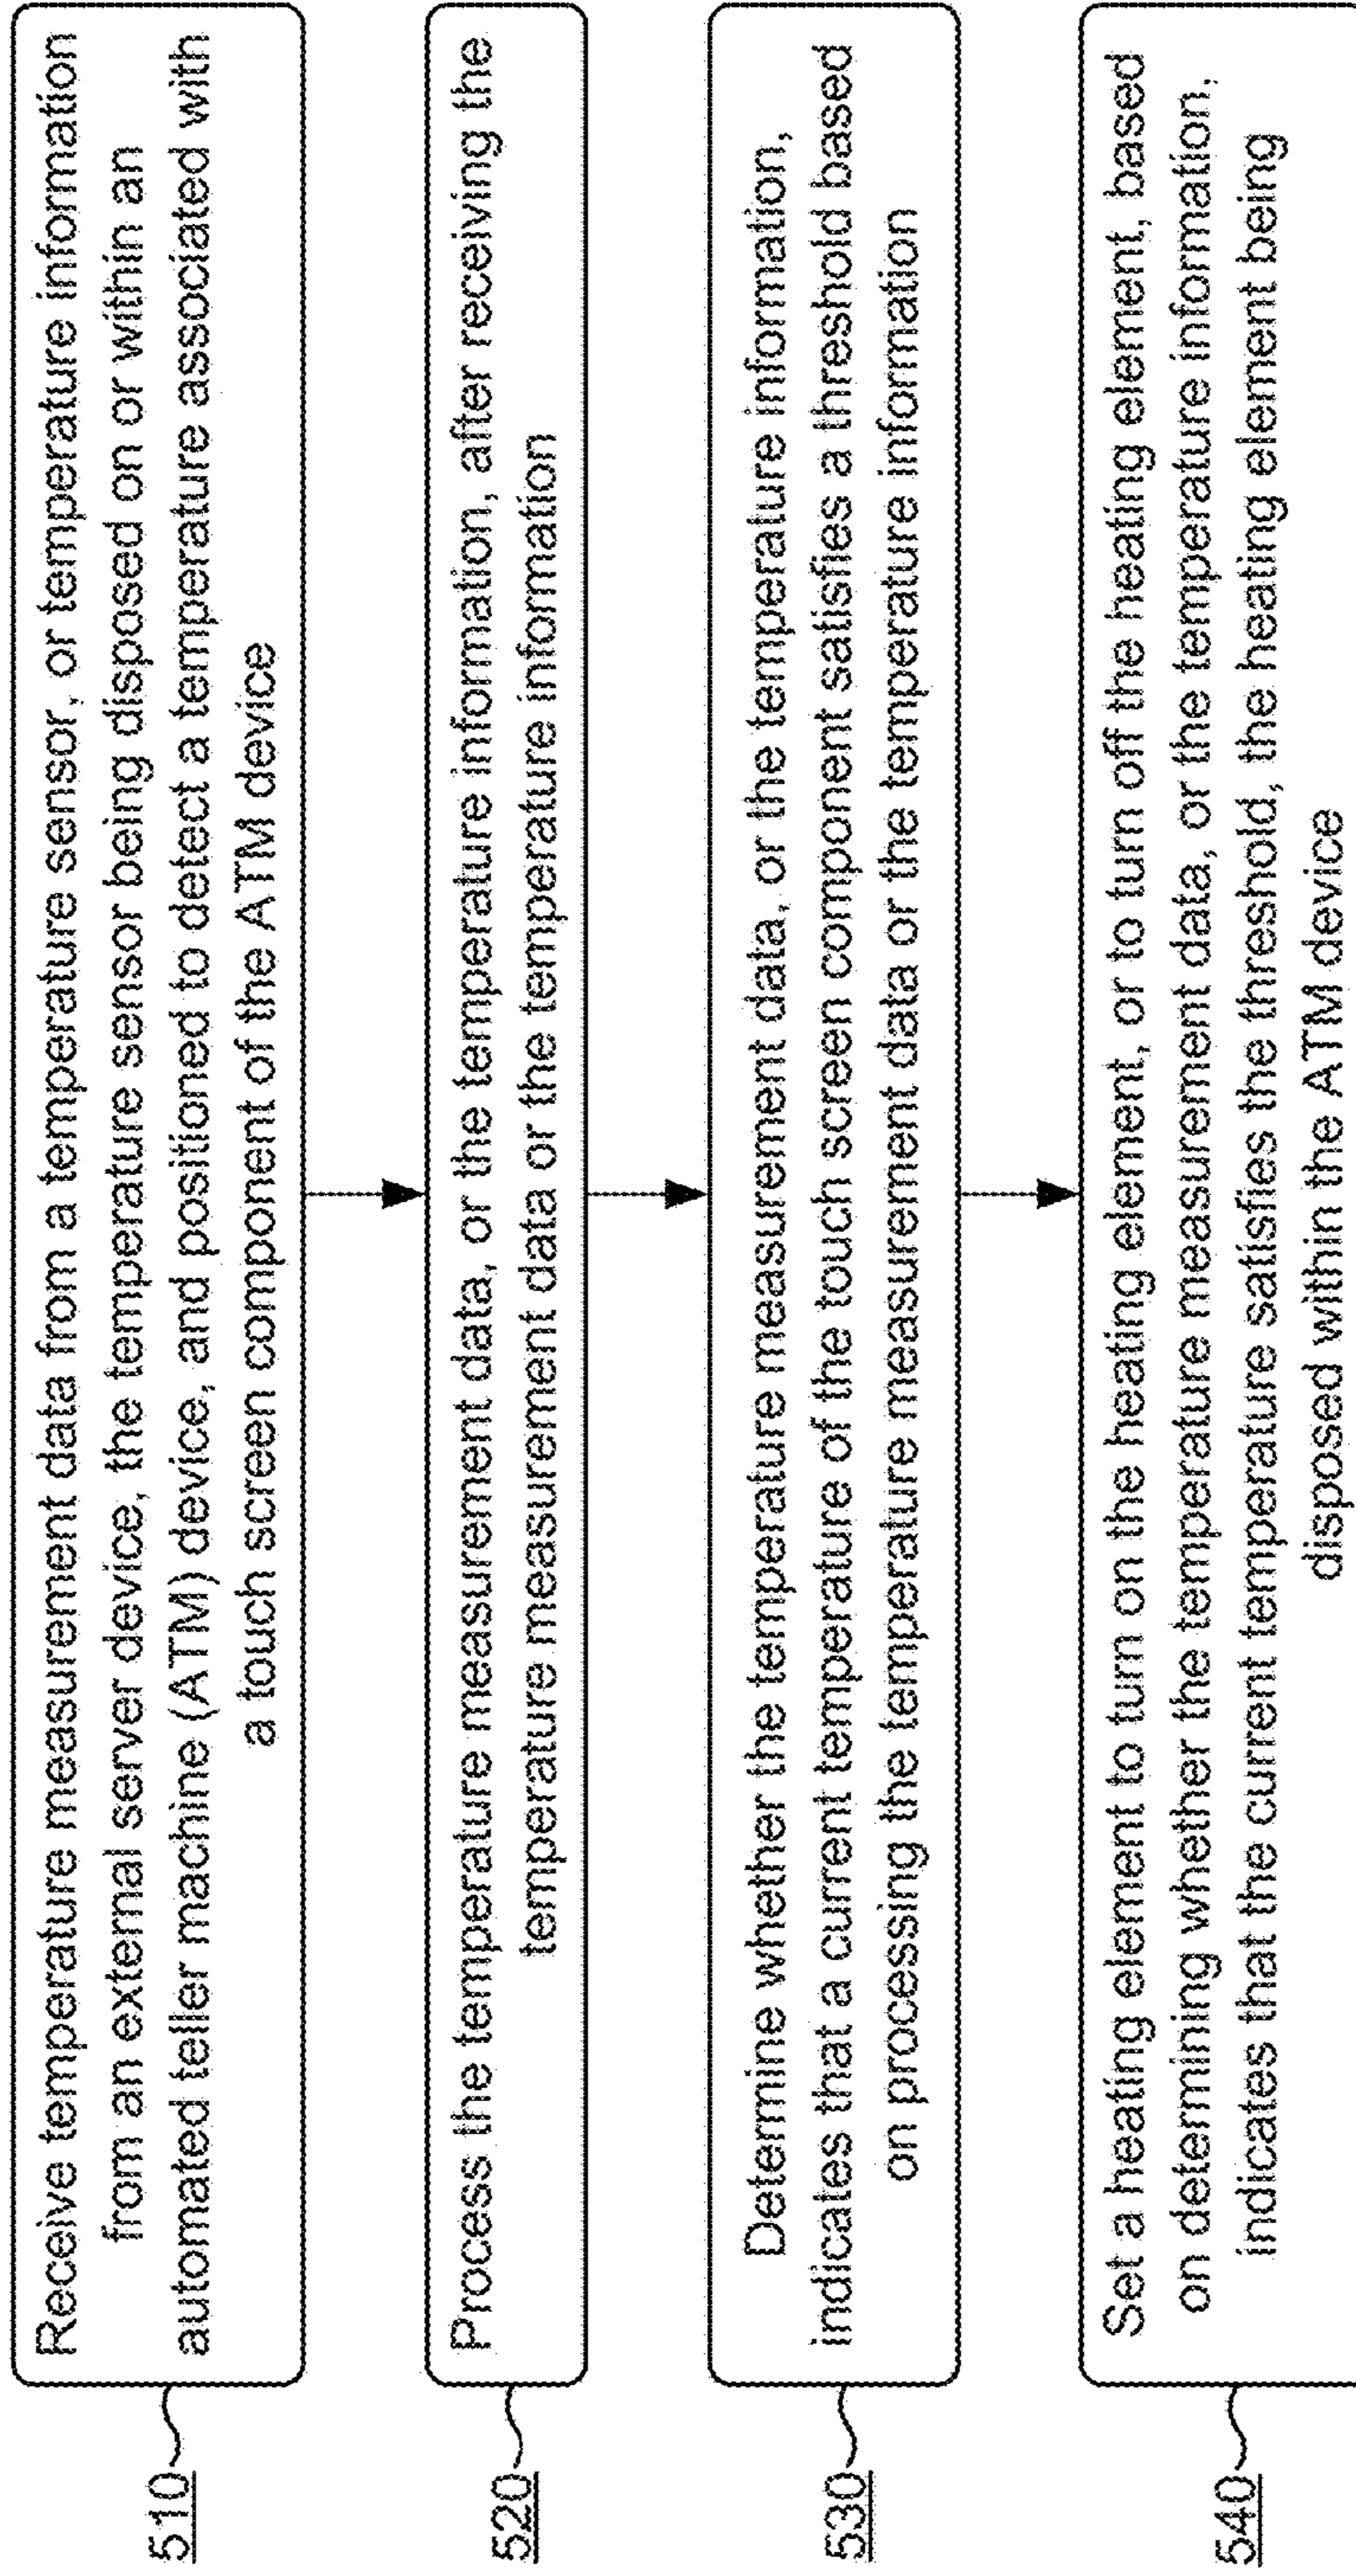 510
Receive temperature measurement data from a temperature sensor, or temperature information
from an external server device, the temperature sensor being disposed on or within an
automated teller machine (ATM) device, and positioned to detect a temperature associated with
a touch screen component of the ATM device
520
Process the temperature measurement data, or the temperature information, after receiving the
temperature measurement data or the temperature information
530
Determine whether the temperature measurement data, or the temperature information,
indicates that a current temperature of the touch screen component satisfies a threshold based
on processing the temperature measurement data or the temperature information
540
Set a heating element to turn on the heating element, or to turn off the heating element, based
on determining whether the temperature measurement data, or the temperature information,
indicates that the current temperature satisfies the threshold, the heating element being
disposed within the ATM device